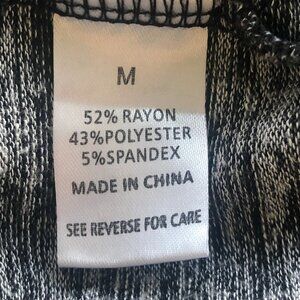 M
52% RAYON
43%POLYESTER
5%SPANDEX
MADE IN CHINA
SEE REVERSE FOR CARE